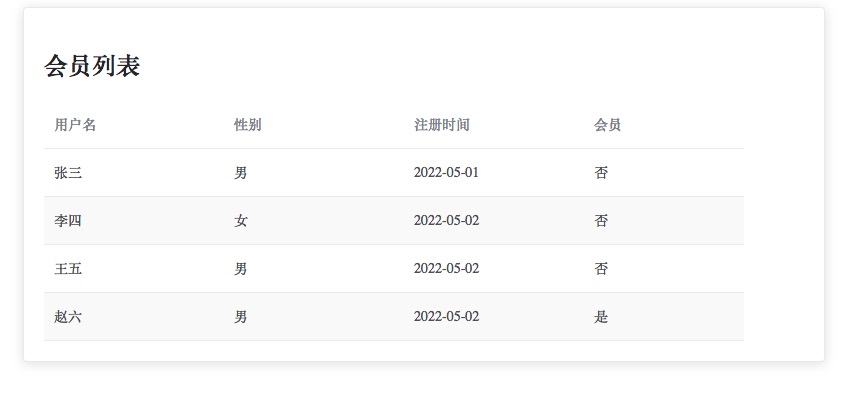 会员列表
用户名 性别 注册时间 会员
张三 男 2022-05-01 否
李四 女 2022-05-02 否
王五 男 2022-05-02 否
赵六 男 2022-05-02 是